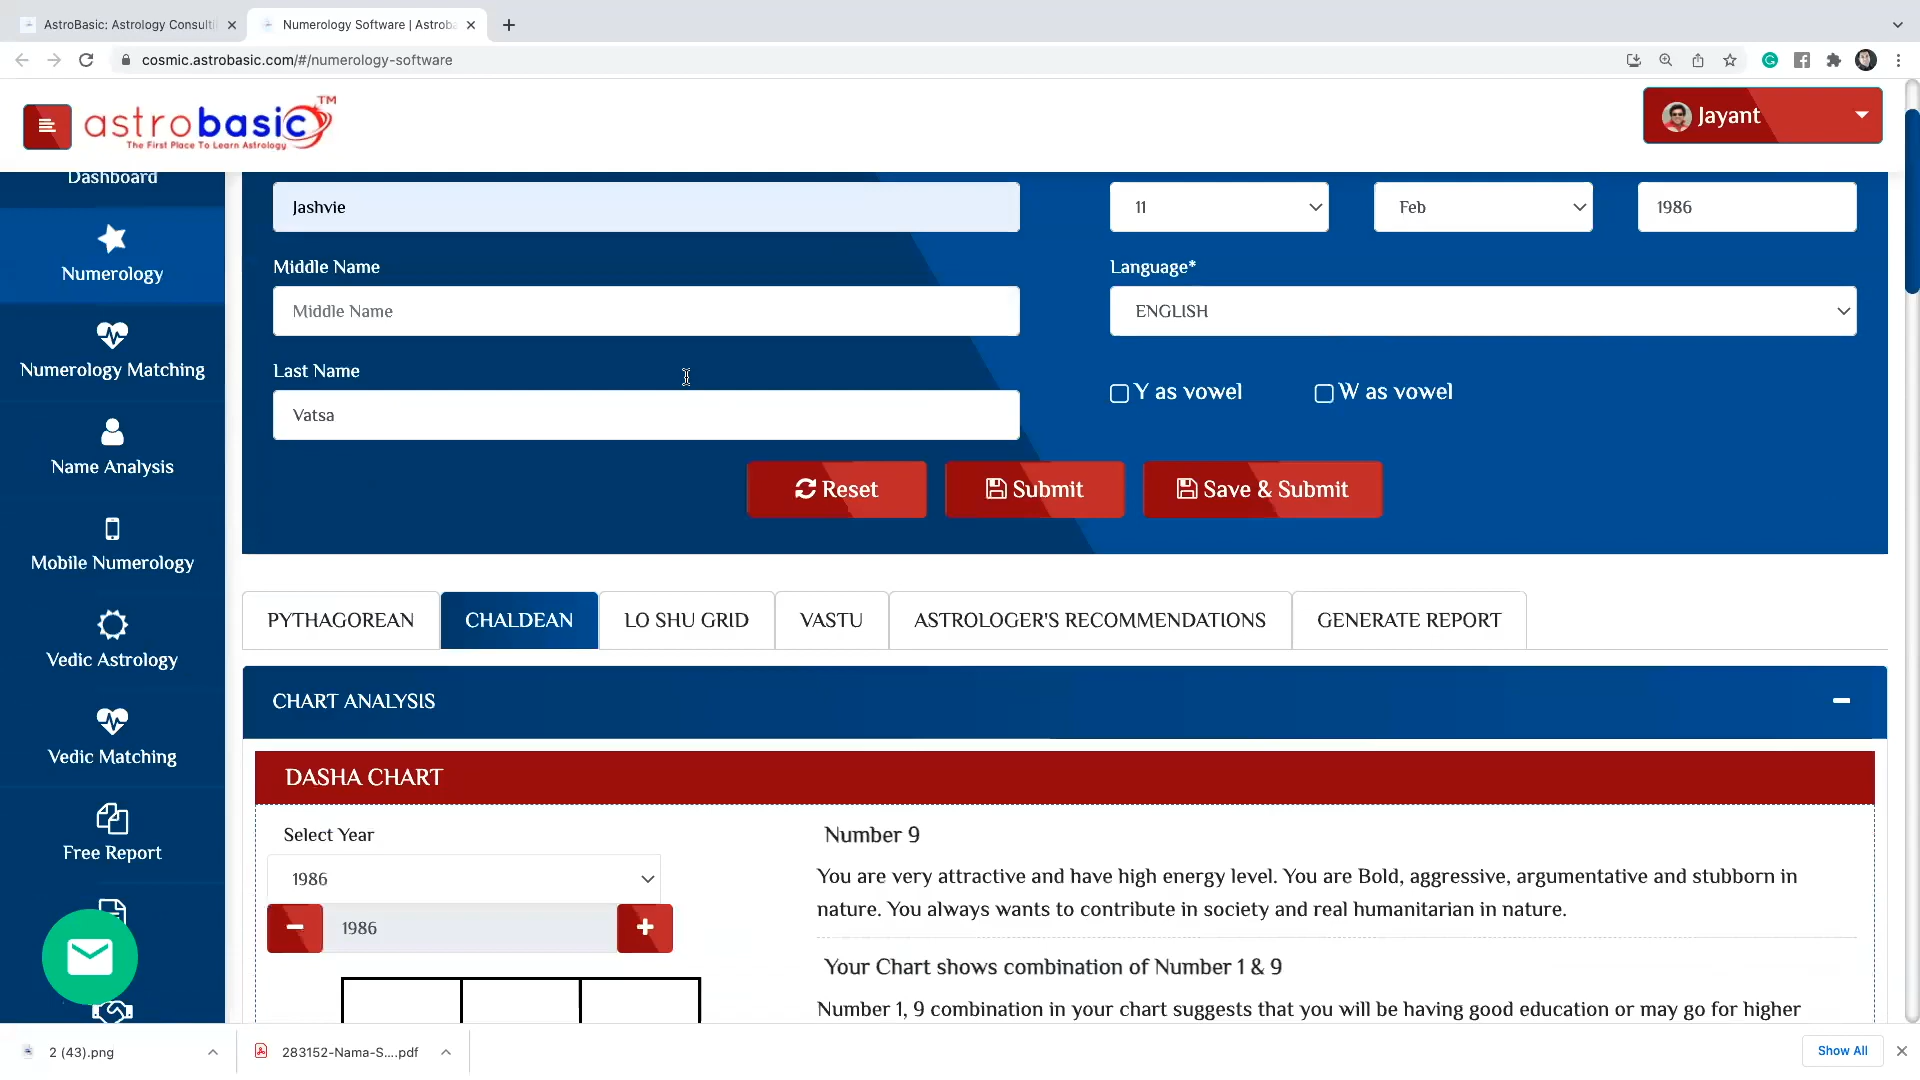 AstroBasic: Astrology Consulti
Numerology Software | Astroba
cosmic.astrobasic.com/#/numerology-software
astrobasic TM
The First Place To Learn Astrology
Jayant
Dashboard
Numerology
Numerology Matching
Name Analysis
Mobile Numerology
Vedic Astrology
Vedic Matching
Free Report
Jashvie
11
Feb
1986
Middle Name
Language*
Middle Name
ENGLISH
Last Name
Y as vowel
W as vowel
Vatsa
Reset
Submit
Save & Submit
PYTHAGOREAN
CHALDEAN
LO SHU GRID
VASTU
ASTROLOGER'S RECOMMENDATIONS
GENERATE REPORT
CHART ANALYSIS
DASHA CHART
Select Year
1986
1986
Number 9
You are very attractive and have high energy level. You are Bold, aggressive, argumentative and stubborn in
nature. You always wants to contribute in society and real humanitarian in nature.
Your Chart shows combination of Number 1 & 9
Number 1, 9 combination in your chart suggests that you will be having good education or may go for higher
2 (43).png
283152-Nama-S....pdf
Show All